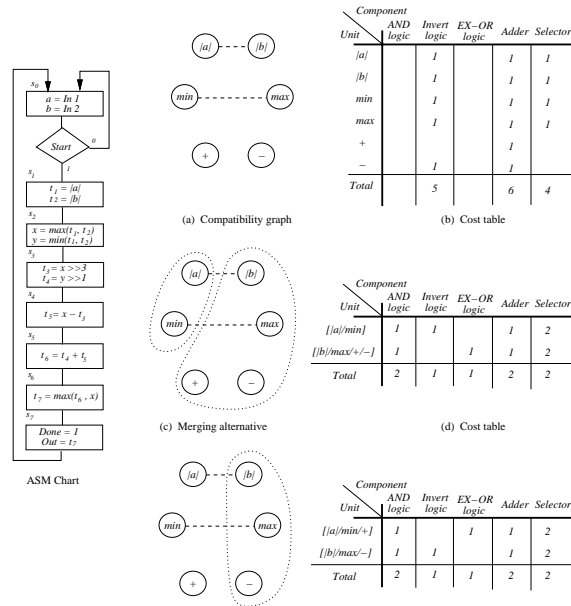 s0
a = In 1
b = In 2
Start
0
1
s1
t1 = |a|
t2 = |b|
s2
x = max(t1, t2)
y = min(t1, t2)
s3
t3 = x >>3
t4 = y >>1
s4
t5 = x − t3
s5
t6 = t4 + t5
s6
t7 = max(t6 , x)
s7
Done = 1
Out = t7
ASM Chart
|a| |b|
min max
+ −
(a) Compatibility graph
Component
Unit AND logic Invert logic EX−OR logic Adder Selector
|a| 1 1 1
|b| 1 1 1
min 1 1 1
max 1 1 1
+ 1
− 1 1
Total 5 6 4
(b) Cost table
|a| |b|
min max
+ −
(c) Merging alternative
Component
Unit AND logic Invert logic EX−OR logic Adder Selector
[|a|/min] 1 1 1 2
[|b|/max/+/−] 1 1 1 2
Total 2 1 1 2 2
(d) Cost table
|a| |b|
min max
+ −
Component
Unit AND logic Invert logic EX−OR logic Adder Selector
[|a|/min/+] 1 1 1 2
[|b|/max/−] 1 1 1 2
Total 2 1 1 2 2